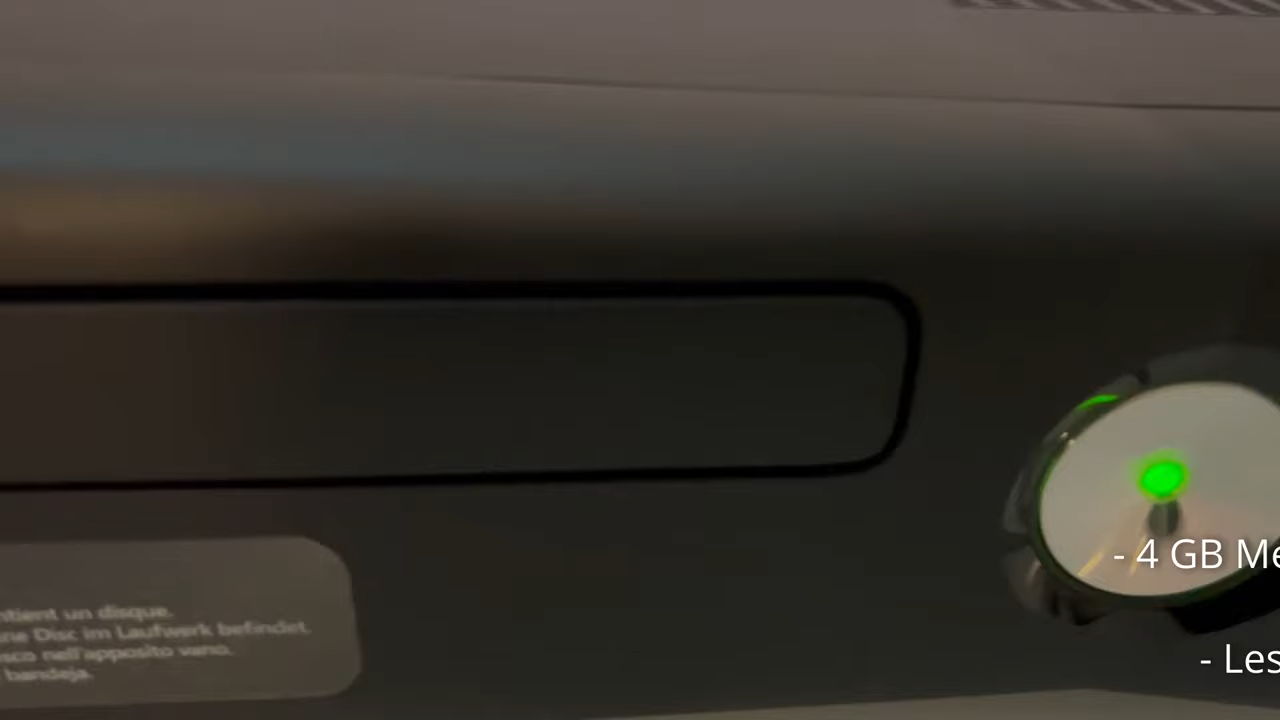 ntient un disque.
ne Disc im Laufwerk befindet.
sco nell'apposito vano.
bandeja.
- 4 GB Me
- Les